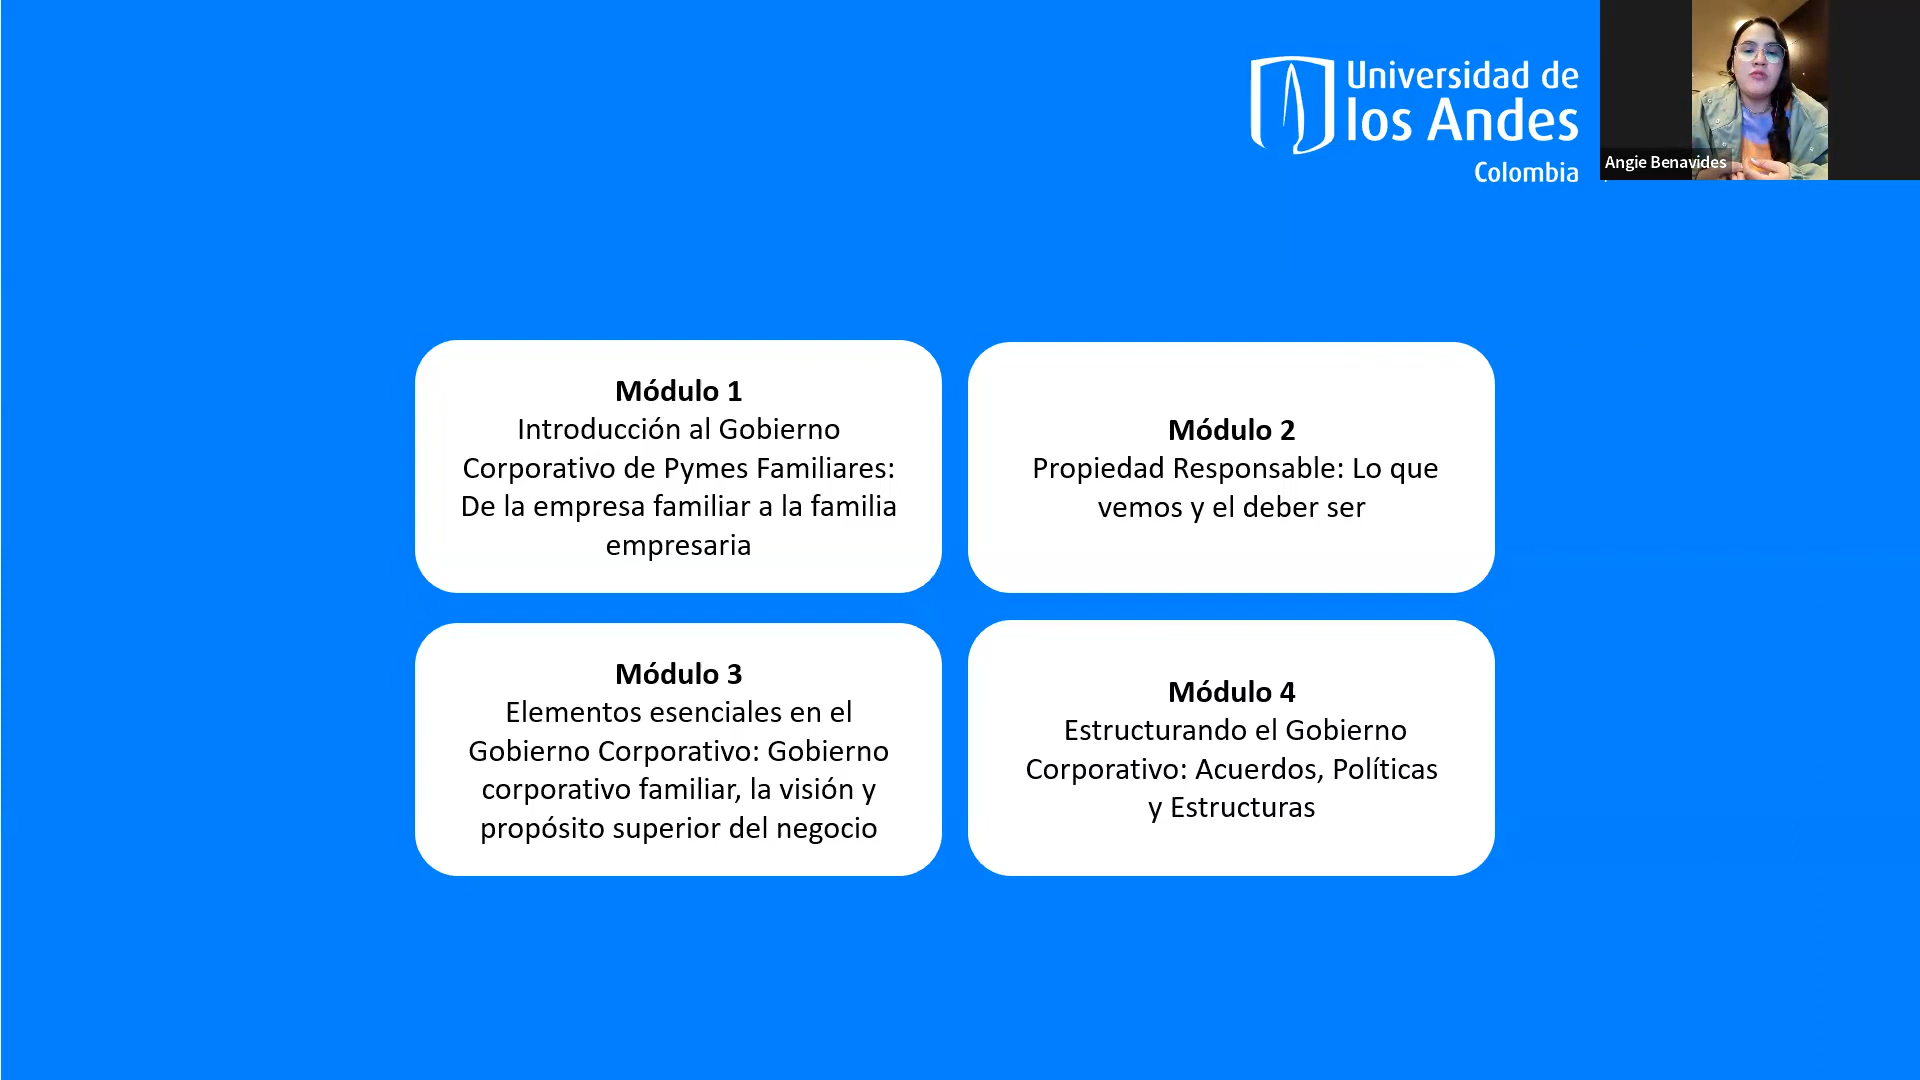 Universidad de
los Andes
Colombia
Angie Benavides
Módulo 1
Introducción al Gobierno
Corporativo de Pymes Familiares:
De la empresa familiar a la familia
empresaria
Módulo 2
Propiedad Responsable: Lo que
vemos y el deber ser
Módulo 3
Elementos esenciales en el
Gobierno Corporativo: Gobierno
corporativo familiar, la visión y
propósito superior del negocio
Módulo 4
Estructurando el Gobierno
Corporativo: Acuerdos, Políticas
y Estructuras